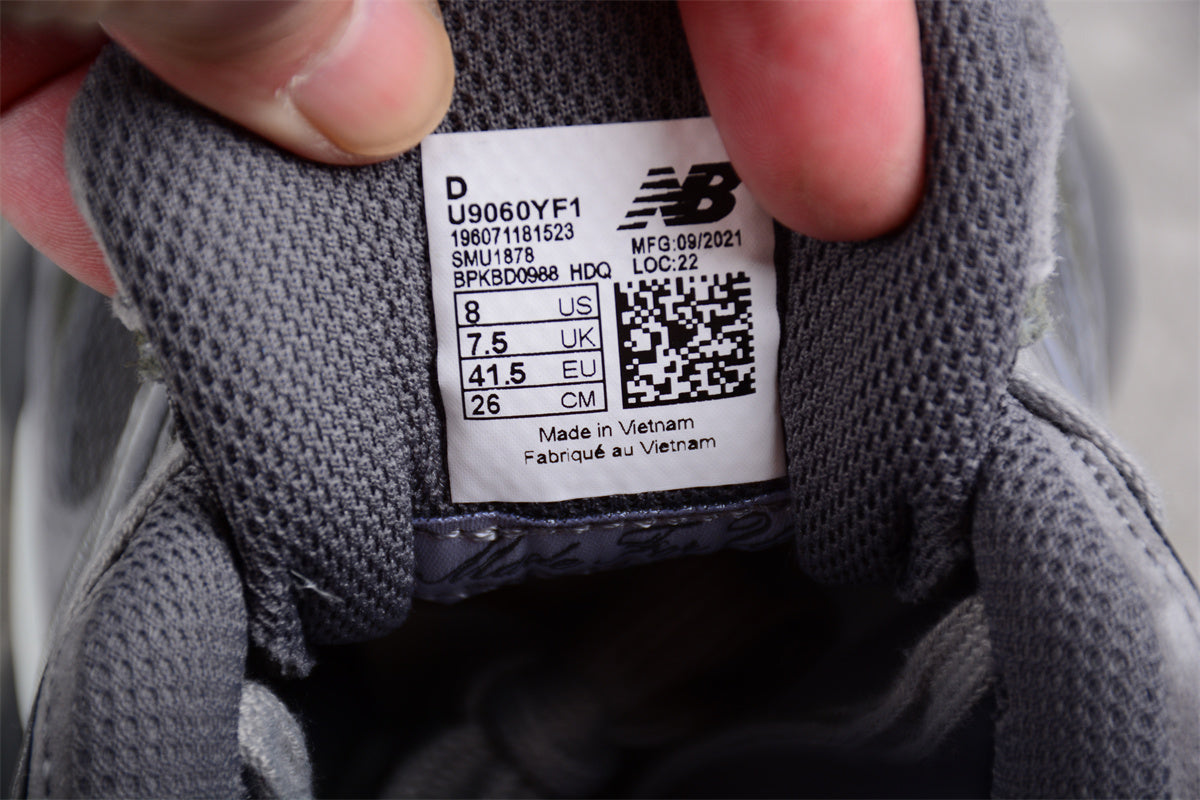 D
U9060YF1
196071181523
SMU1878
BPKBD0988 HDQ
NB
MFG:09/2021
LOC:22
8 US
7.5 UK
41.5 EU
26 CM
Made in Vietnam
Fabriqué au Vietnam